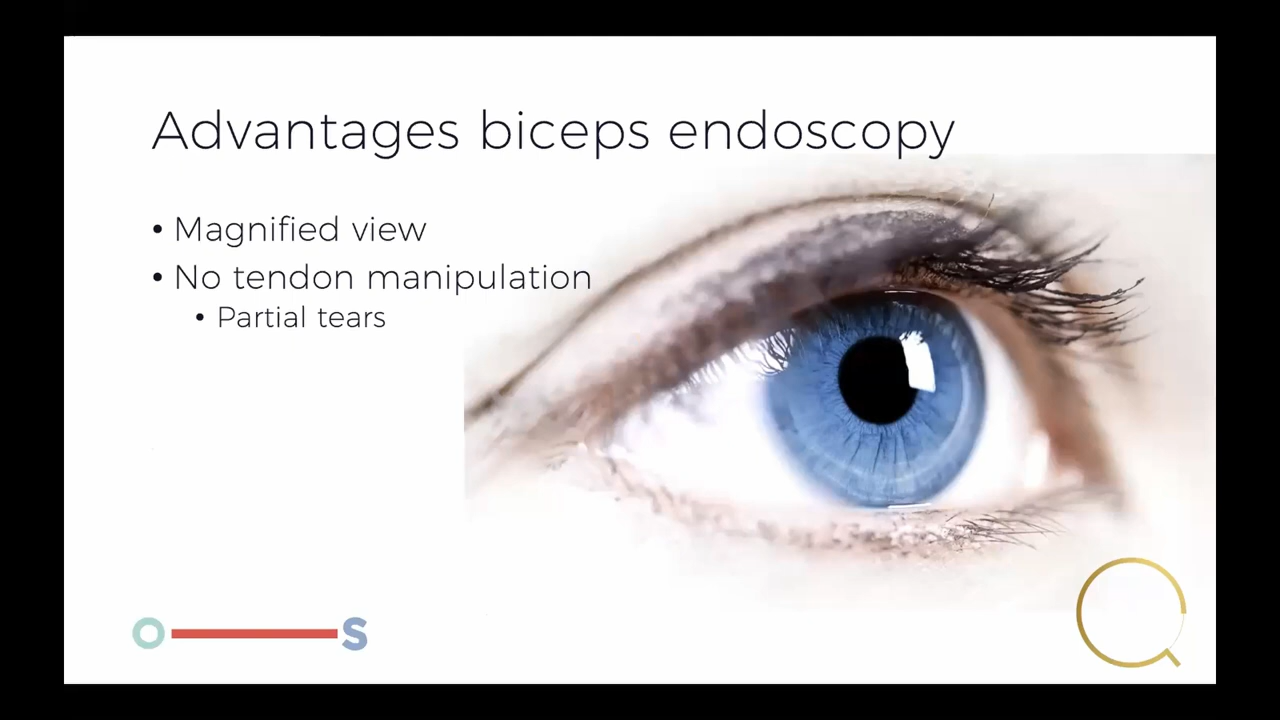 Advantages biceps endoscopy
• Magnified view
• No tendon manipulation
• Partial tears
O S